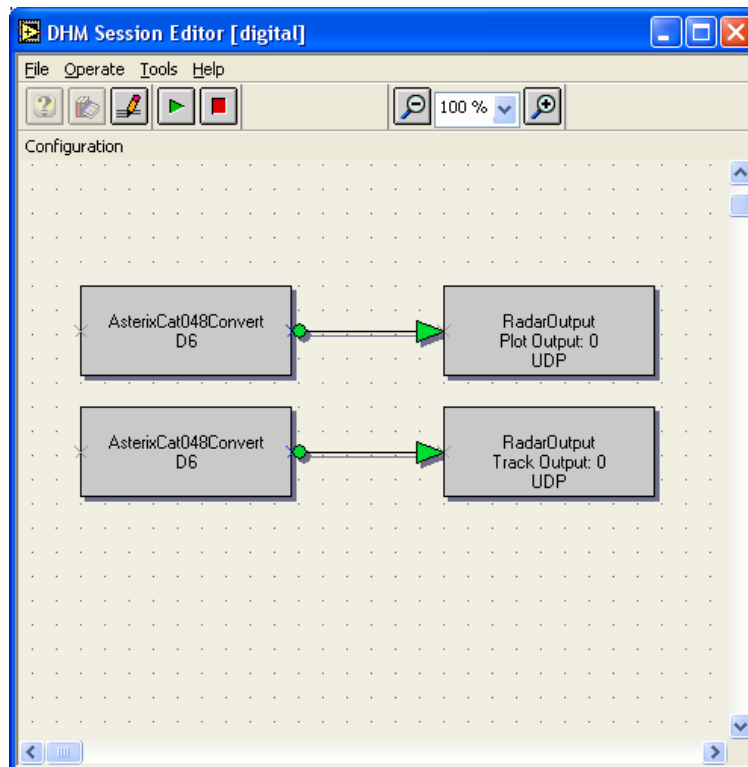 DHM Session Editor [digital]
File Operate Tools Help
100 %
Configuration
AsterixCat048Convert
D6
RadarOutput
Plot Output: 0
UDP
AsterixCat048Convert
D6
RadarOutput
Track Output: 0
UDP